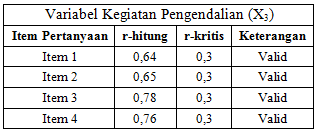 Variabel Kegiatan Pengendalian (X₃)
Item Pertanyaan r-hitung r-kritis Keterangan
Item 1 0,64 0,3 Valid
Item 2 0,65 0,3 Valid
Item 3 0,78 0,3 Valid
Item 4 0,76 0,3 Valid